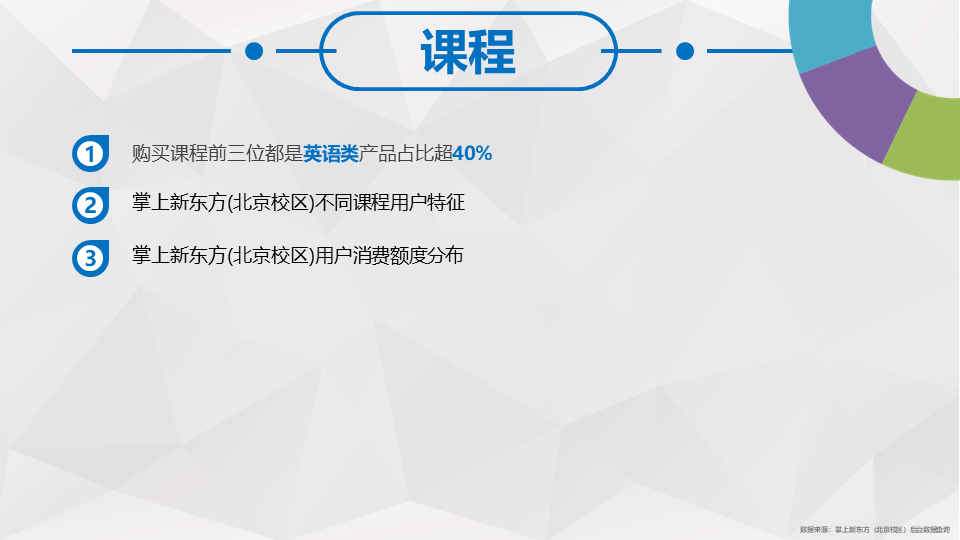 课程
1 购买课程前三位都是英语类产品占比超40%
2 掌上新东方(北京校区)不同课程用户特征
3 掌上新东方(北京校区)用户消费额度分布
数据来源：掌上新东方（北京校区）后台数据查询